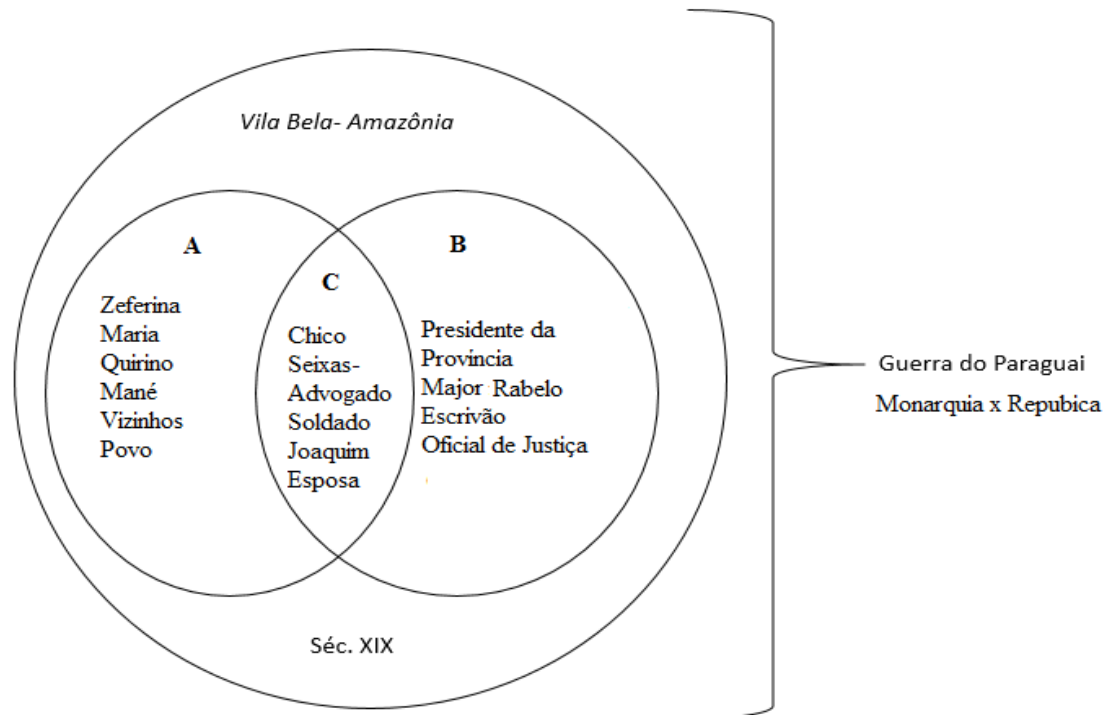 Vila Bela- Amazônia
A
Zeferina
Maria
Quirino
Mané
Vizinhos
Povo
C
Chico
Seixas-
Advogado
Soldado
Joaquim
Esposa
B
Presidente da
Província
Major Rabelo
Escrivão
Oficial de Justiça
Séc. XIX
Guerra do Paraguai
Monarquia x Repubica